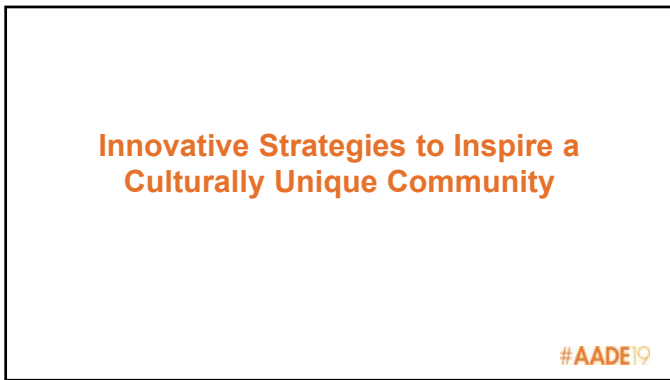 Innovative Strategies to Inspire a
Culturally Unique Community
#AADE19